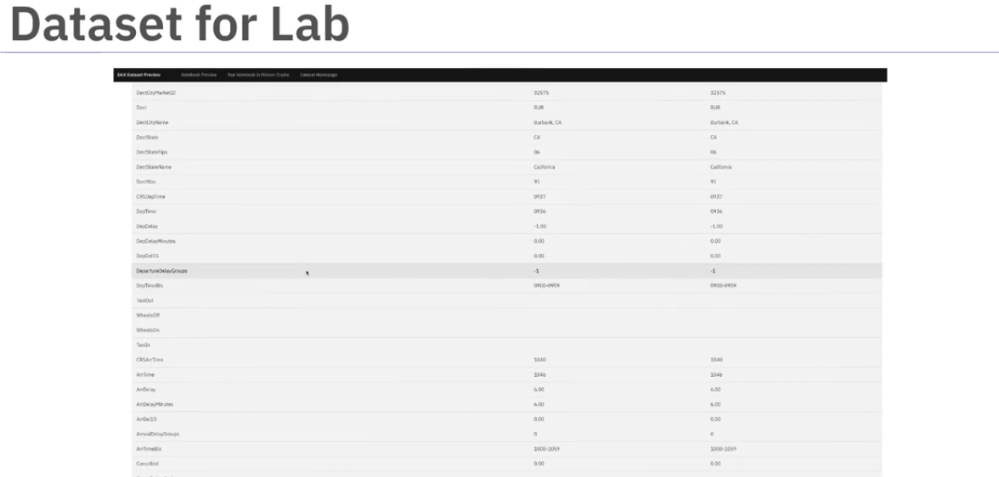 Dataset for Lab
DAX Dataset Preview Notebook Preview Run Notebook in Watson Studio Dataset Homepage
DestCityMarketID 32575 32575
Dest BUR BUR
DestCityName Burbank, CA Burbank, CA
DestState CA CA
DestStateFips 06 06
DestStateName California California
DestWac 91 91
CRSDepTime 0937 0937
DepTime 0936 0936
DepDelay -1.00 -1.00
DepDelayMinutes 0.00 0.00
DepDel15 0.00 0.00
DepartureDelayGroups -1 -1
DepTimeBlk 0900-0959 0900-0959
TaxiOut
WheelsOff
WheelsOn
TaxiIn
CRSArrTime 1040 1040
ArrTime 1046 1046
ArrDelay 6.00 6.00
ArrDelayMinutes 6.00 6.00
ArrDel15 0.00 0.00
ArrivalDelayGroups 0 0
ArrTimeBlk 1000-1059 1000-1059
Cancelled 0.00 0.00